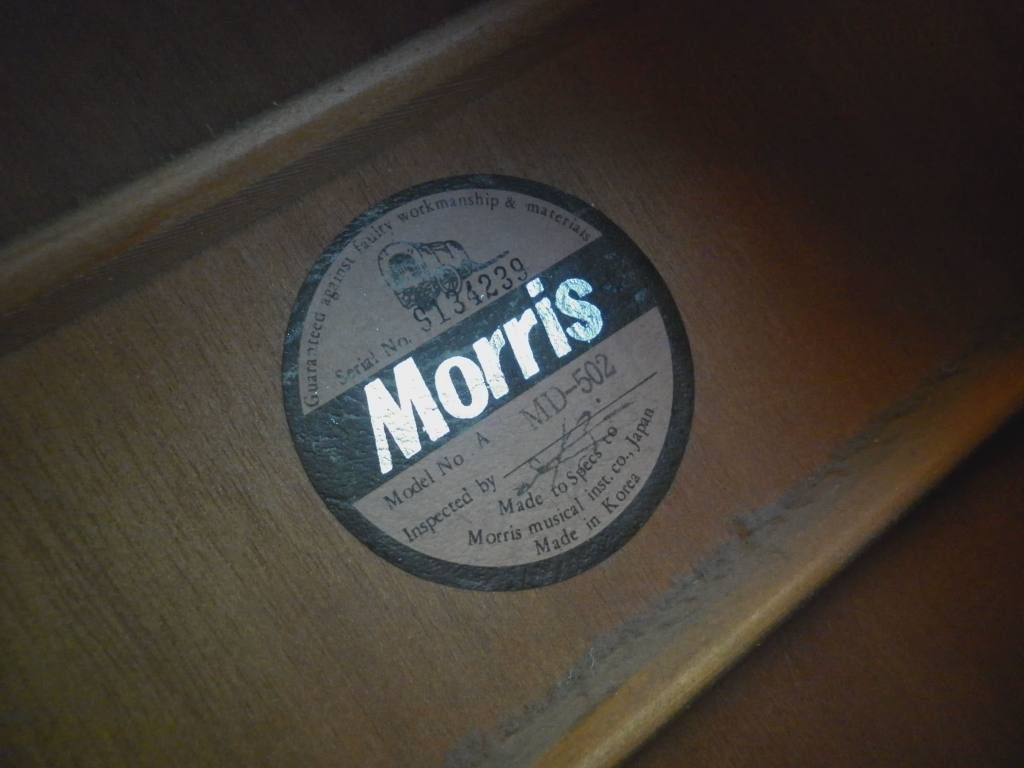 Guaranteed against faulty workmanship & materials
Serial No. S134239
Morris
Model No A MD-502
Inspected by
Made to Specs to
Morris musical inst. co., Japan
Made in Korea